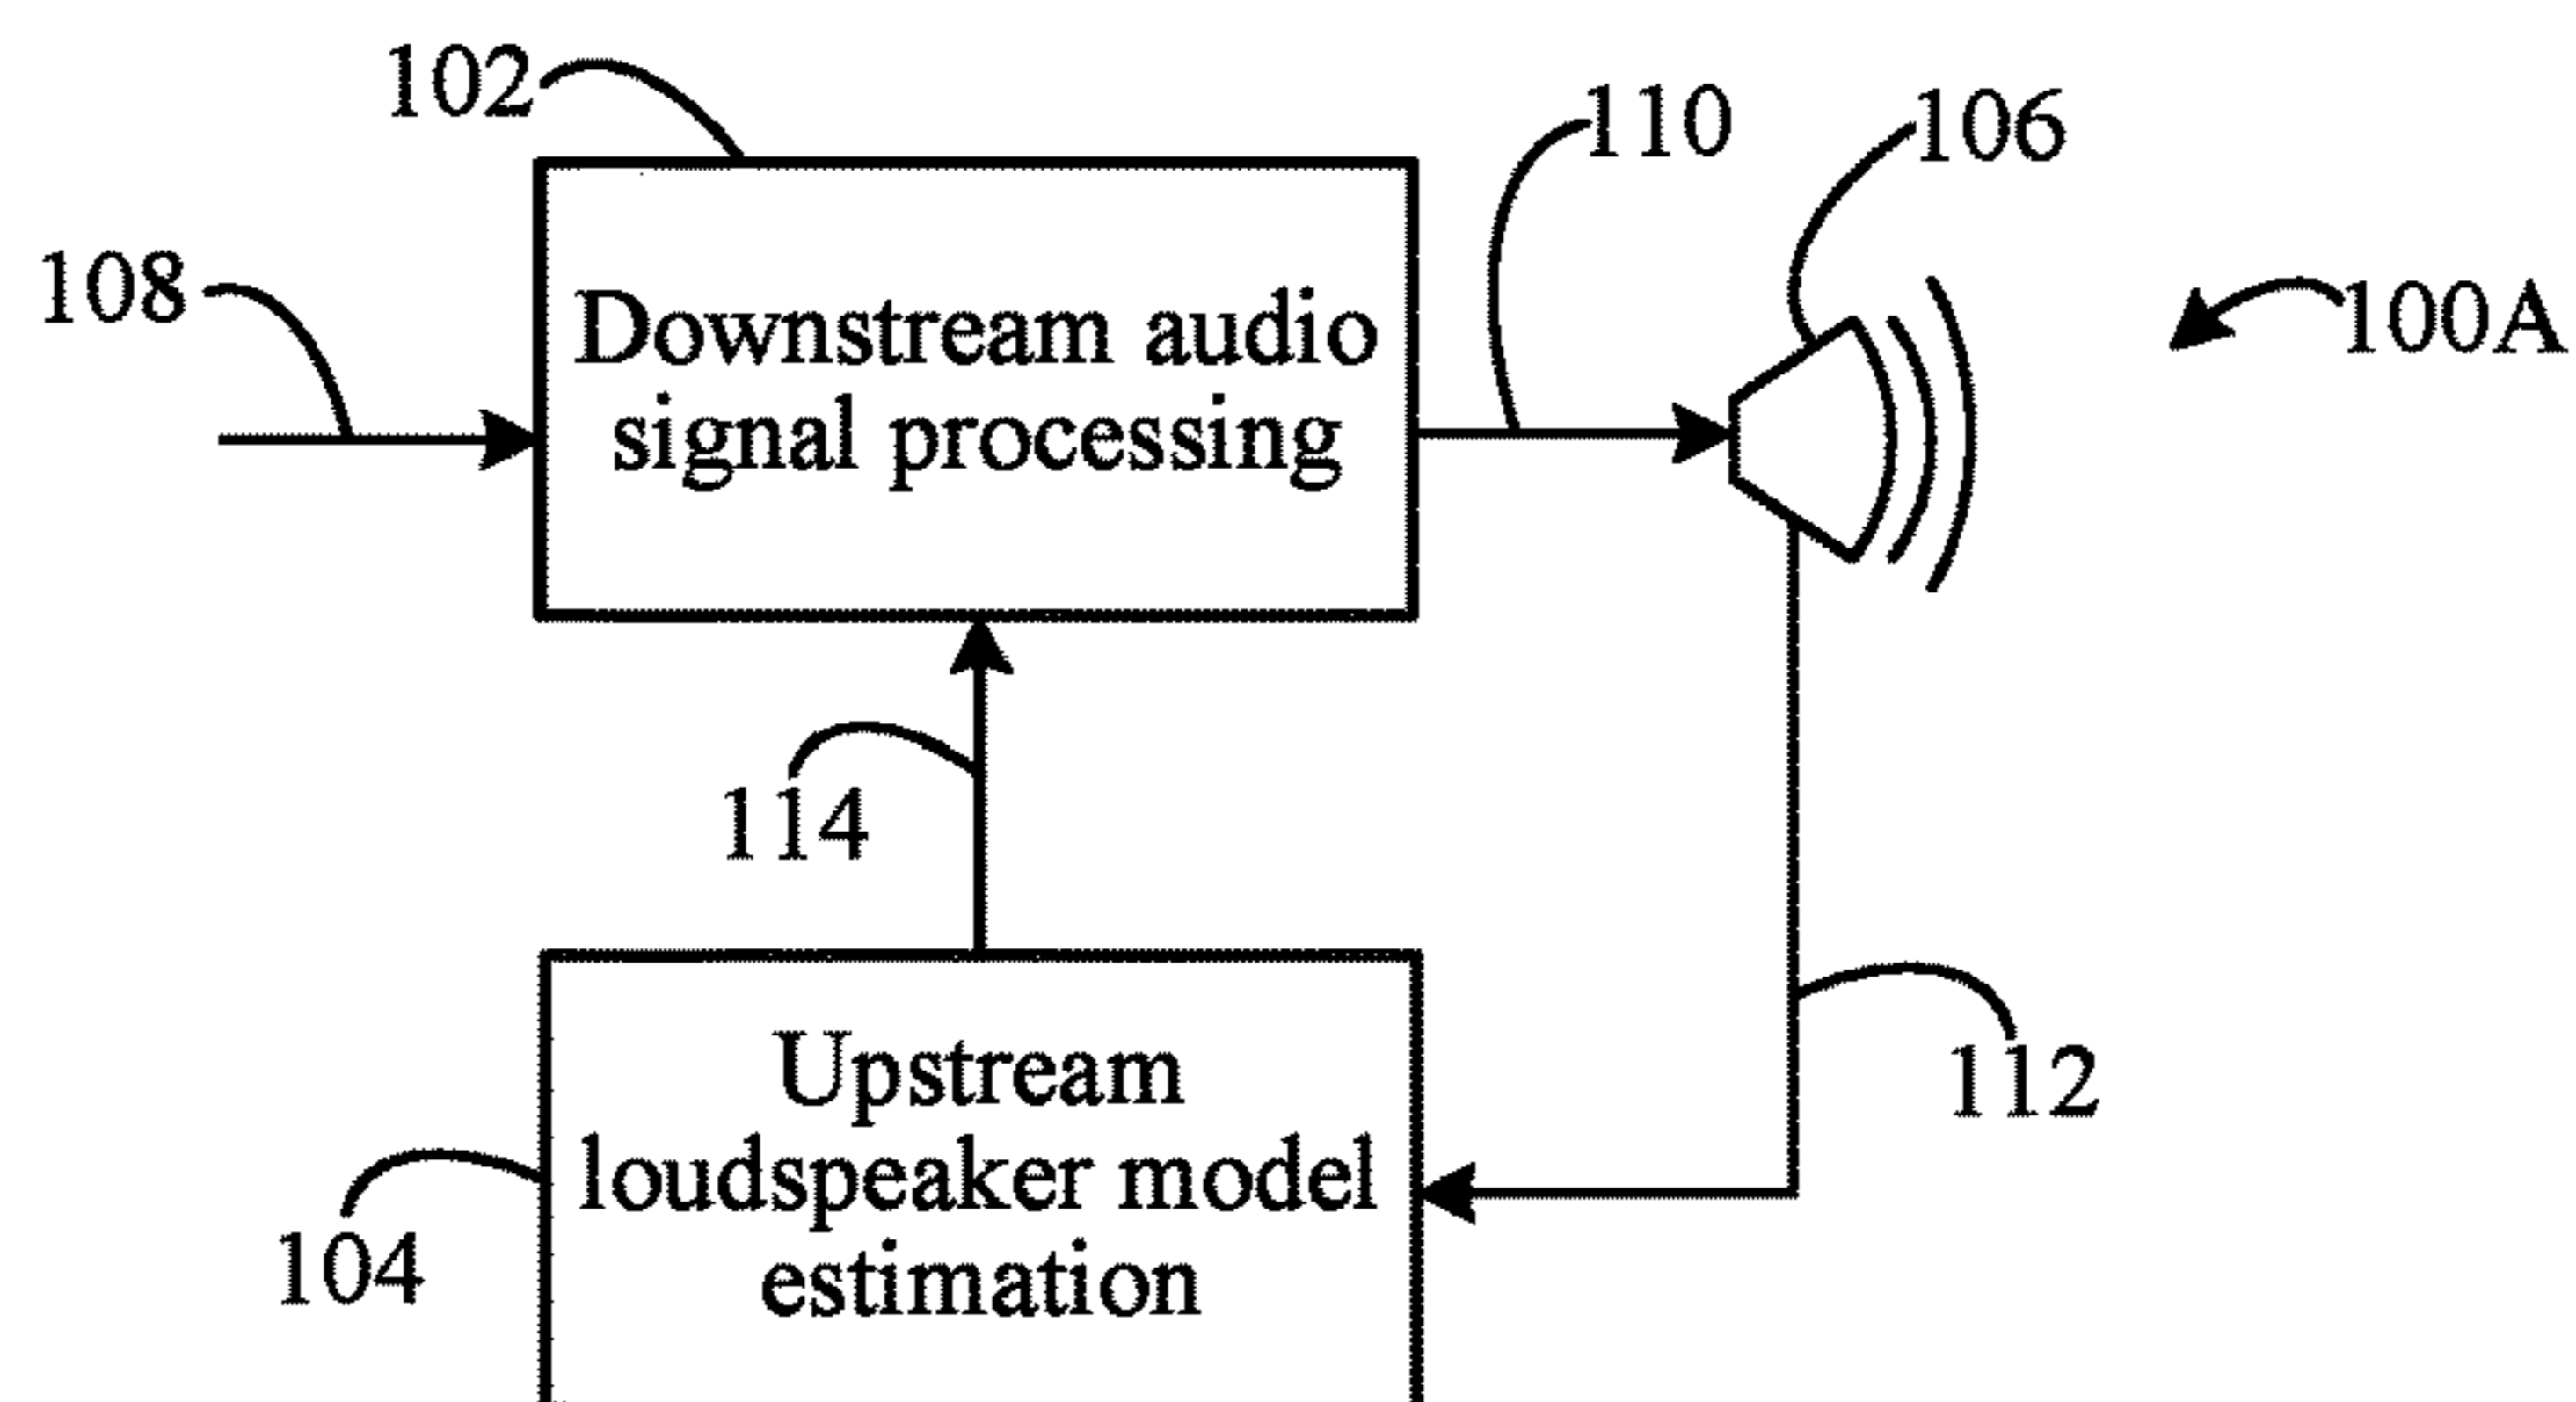 102
110
106
108
100A
Downstream audio
signal processing
114
Upstream
loudspeaker model
estimation
112
104